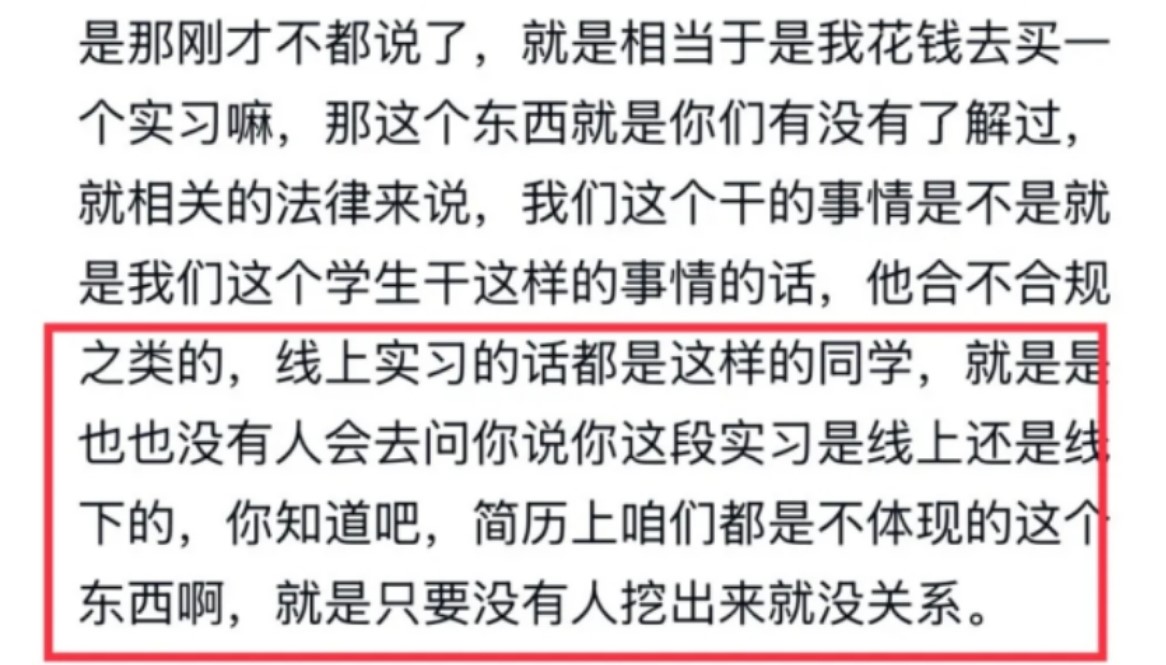 是那刚才不都说了，就是相当于是我花钱去买一
个实习嘛，那这个东西就是你们有没有了解过，
就相关的法律来说，我们这个干的事情是不是就
是我们这个学生干这样的事情的话，他合不合规
之类的，线上实习的话都是这样的同学，就是是
也也没有人会去问你说你这段实习是线上还是线
下的，你知道吧，简历上咱们都是不体现的这个
东西啊，就是只要没有人挖出来就没关系。